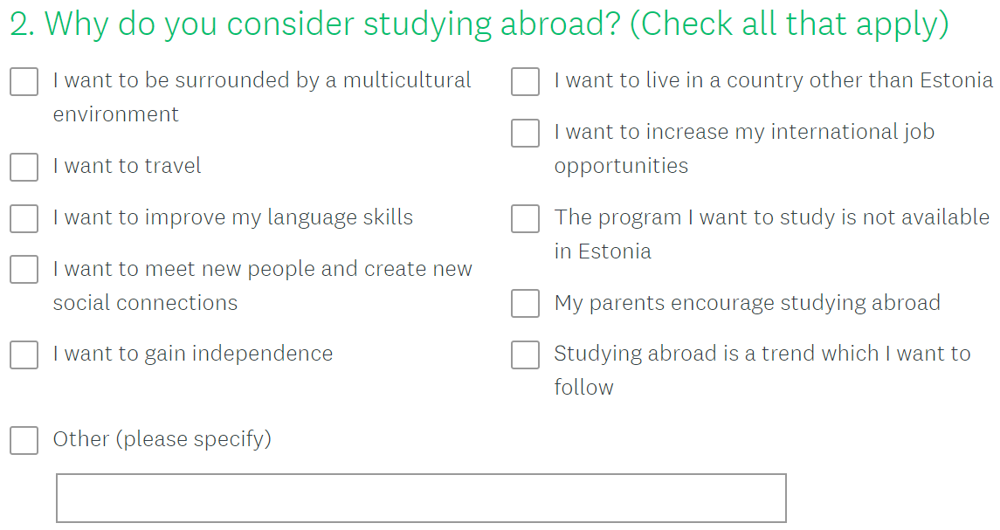 2. Why do you consider studying abroad? (Check all that apply)
I want to be surrounded by a multicultural
environment
I want to travel
I want to improve my language skills
I want to meet new people and create new
social connections
I want to gain independence
I want to live in a country other than Estonia
I want to increase my international job
opportunities
The program I want to study is not available
in Estonia
My parents encourage studying abroad
Studying abroad is a trend which I want to
follow
Other (please specify)